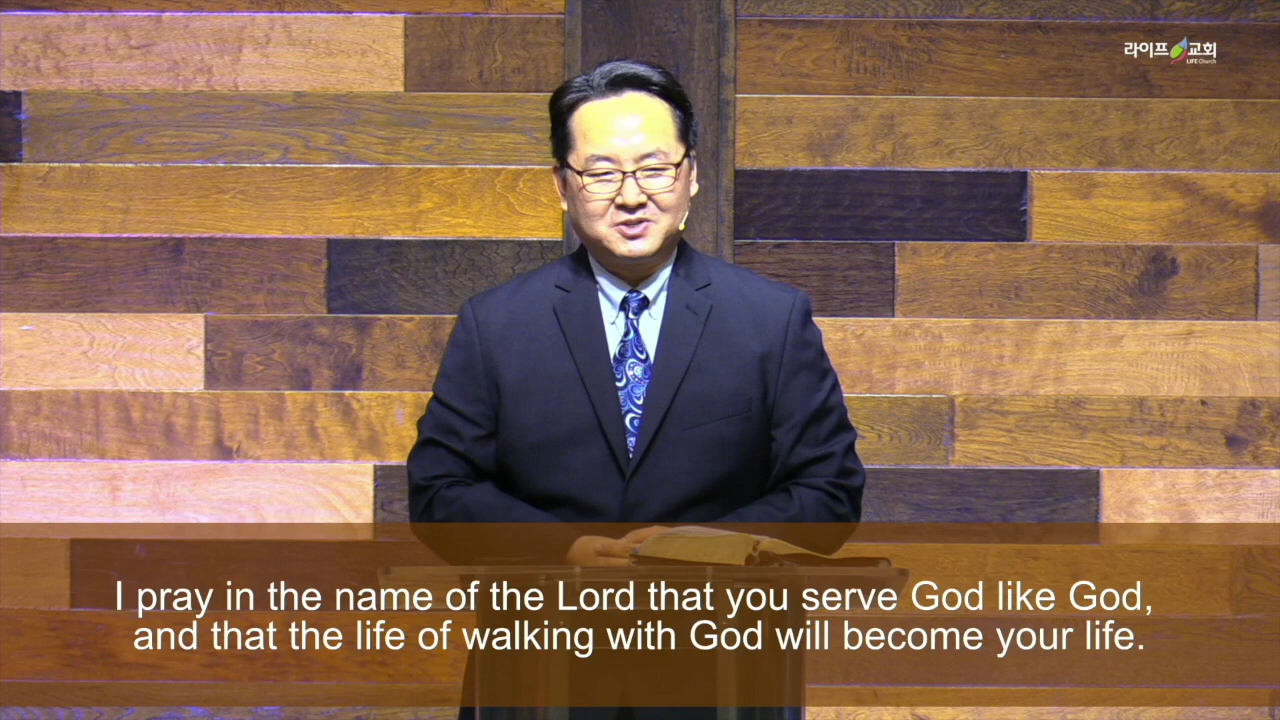 라이프교회
LIFE Church
I pray in the name of the Lord that you serve God like God,
and that the life of walking with God will become your life.